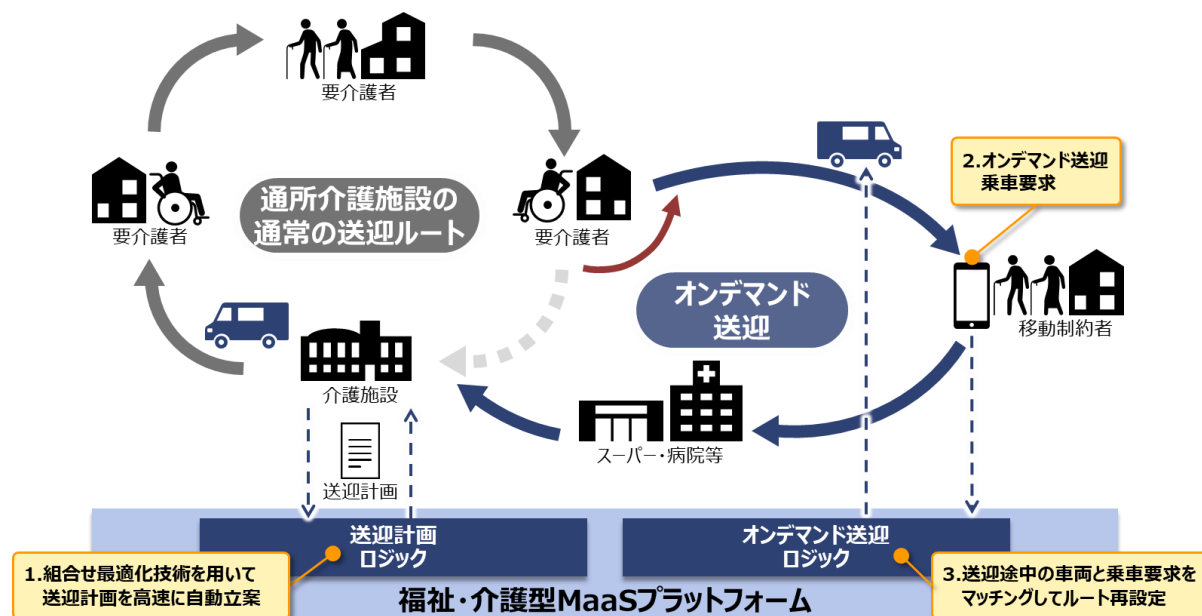 要介護者
2.オンデマンド送迎
乗車要求
通所介護施設の
通常の送迎ルート
要介護者
要介護者
オンデマンド
送迎
移動制約者
介護施設
スーパー・病院等
送迎計画
送迎計画
ロジック
オンデマンド送迎
ロジック
1.組合せ最適化技術を用いて
送迎計画を高速に自動立案
3.送迎途中の車両と乗車要求を
マッチングしてルート再設定
福祉・介護型MaaSプラットフォーム